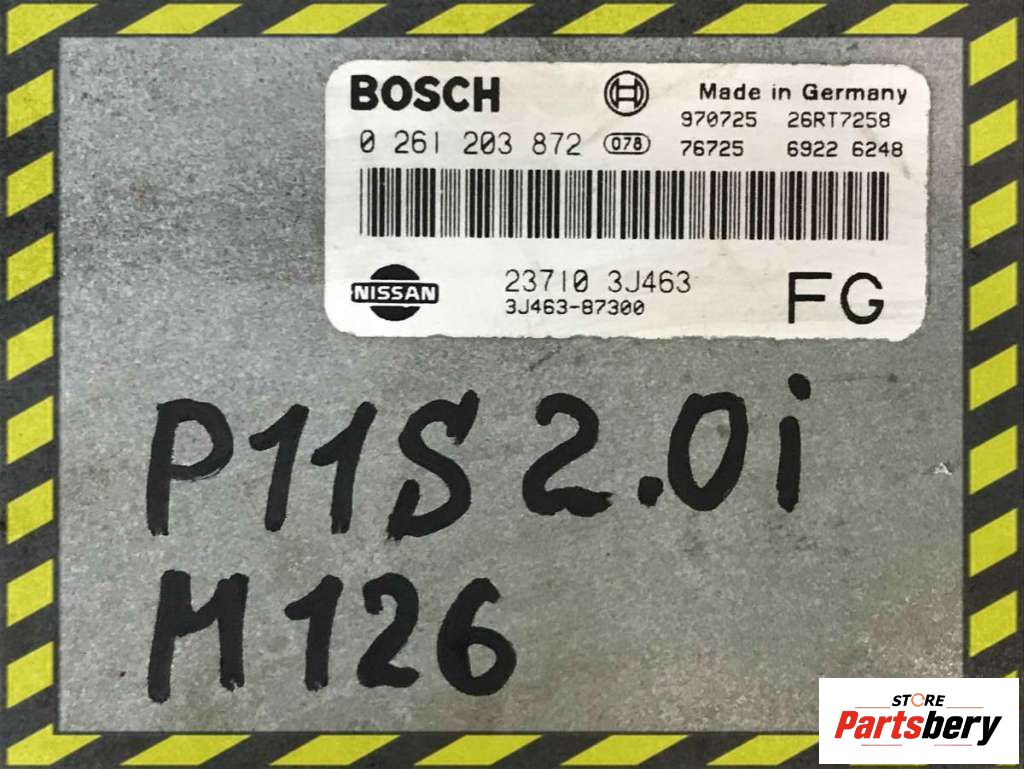 BOSCH Made in Germany
970725 26RT7258
0 261 203 872 078 76725 6922 6248
NISSAN 23710 3J463 FG
3J463-87300
P11S 2.0i
M126
STORE
Partsbery